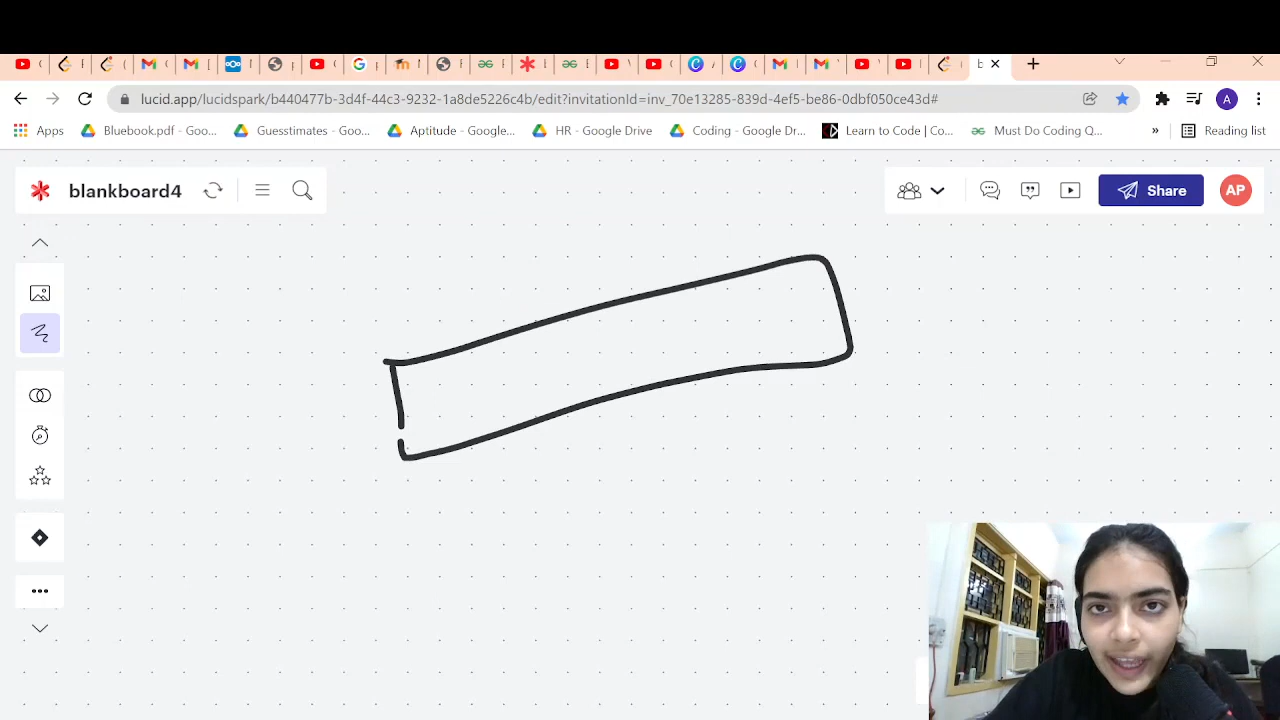 lucid.app/lucidspark/b440477b-3d4f-44c3-9232-1a8de5226c4b/edit?invitationId=inv_70e13285-839d-4ef5-be86-0dbf050ce43d#
A
Apps
Bluebook.pdf - Goo...
Guesstimates - Goo...
Aptitude - Google...
HR - Google Drive
Coding - Google Dr...
Learn to Code | Co...
Must Do Coding Q...
»
Reading list
blankboard4
Share
AP